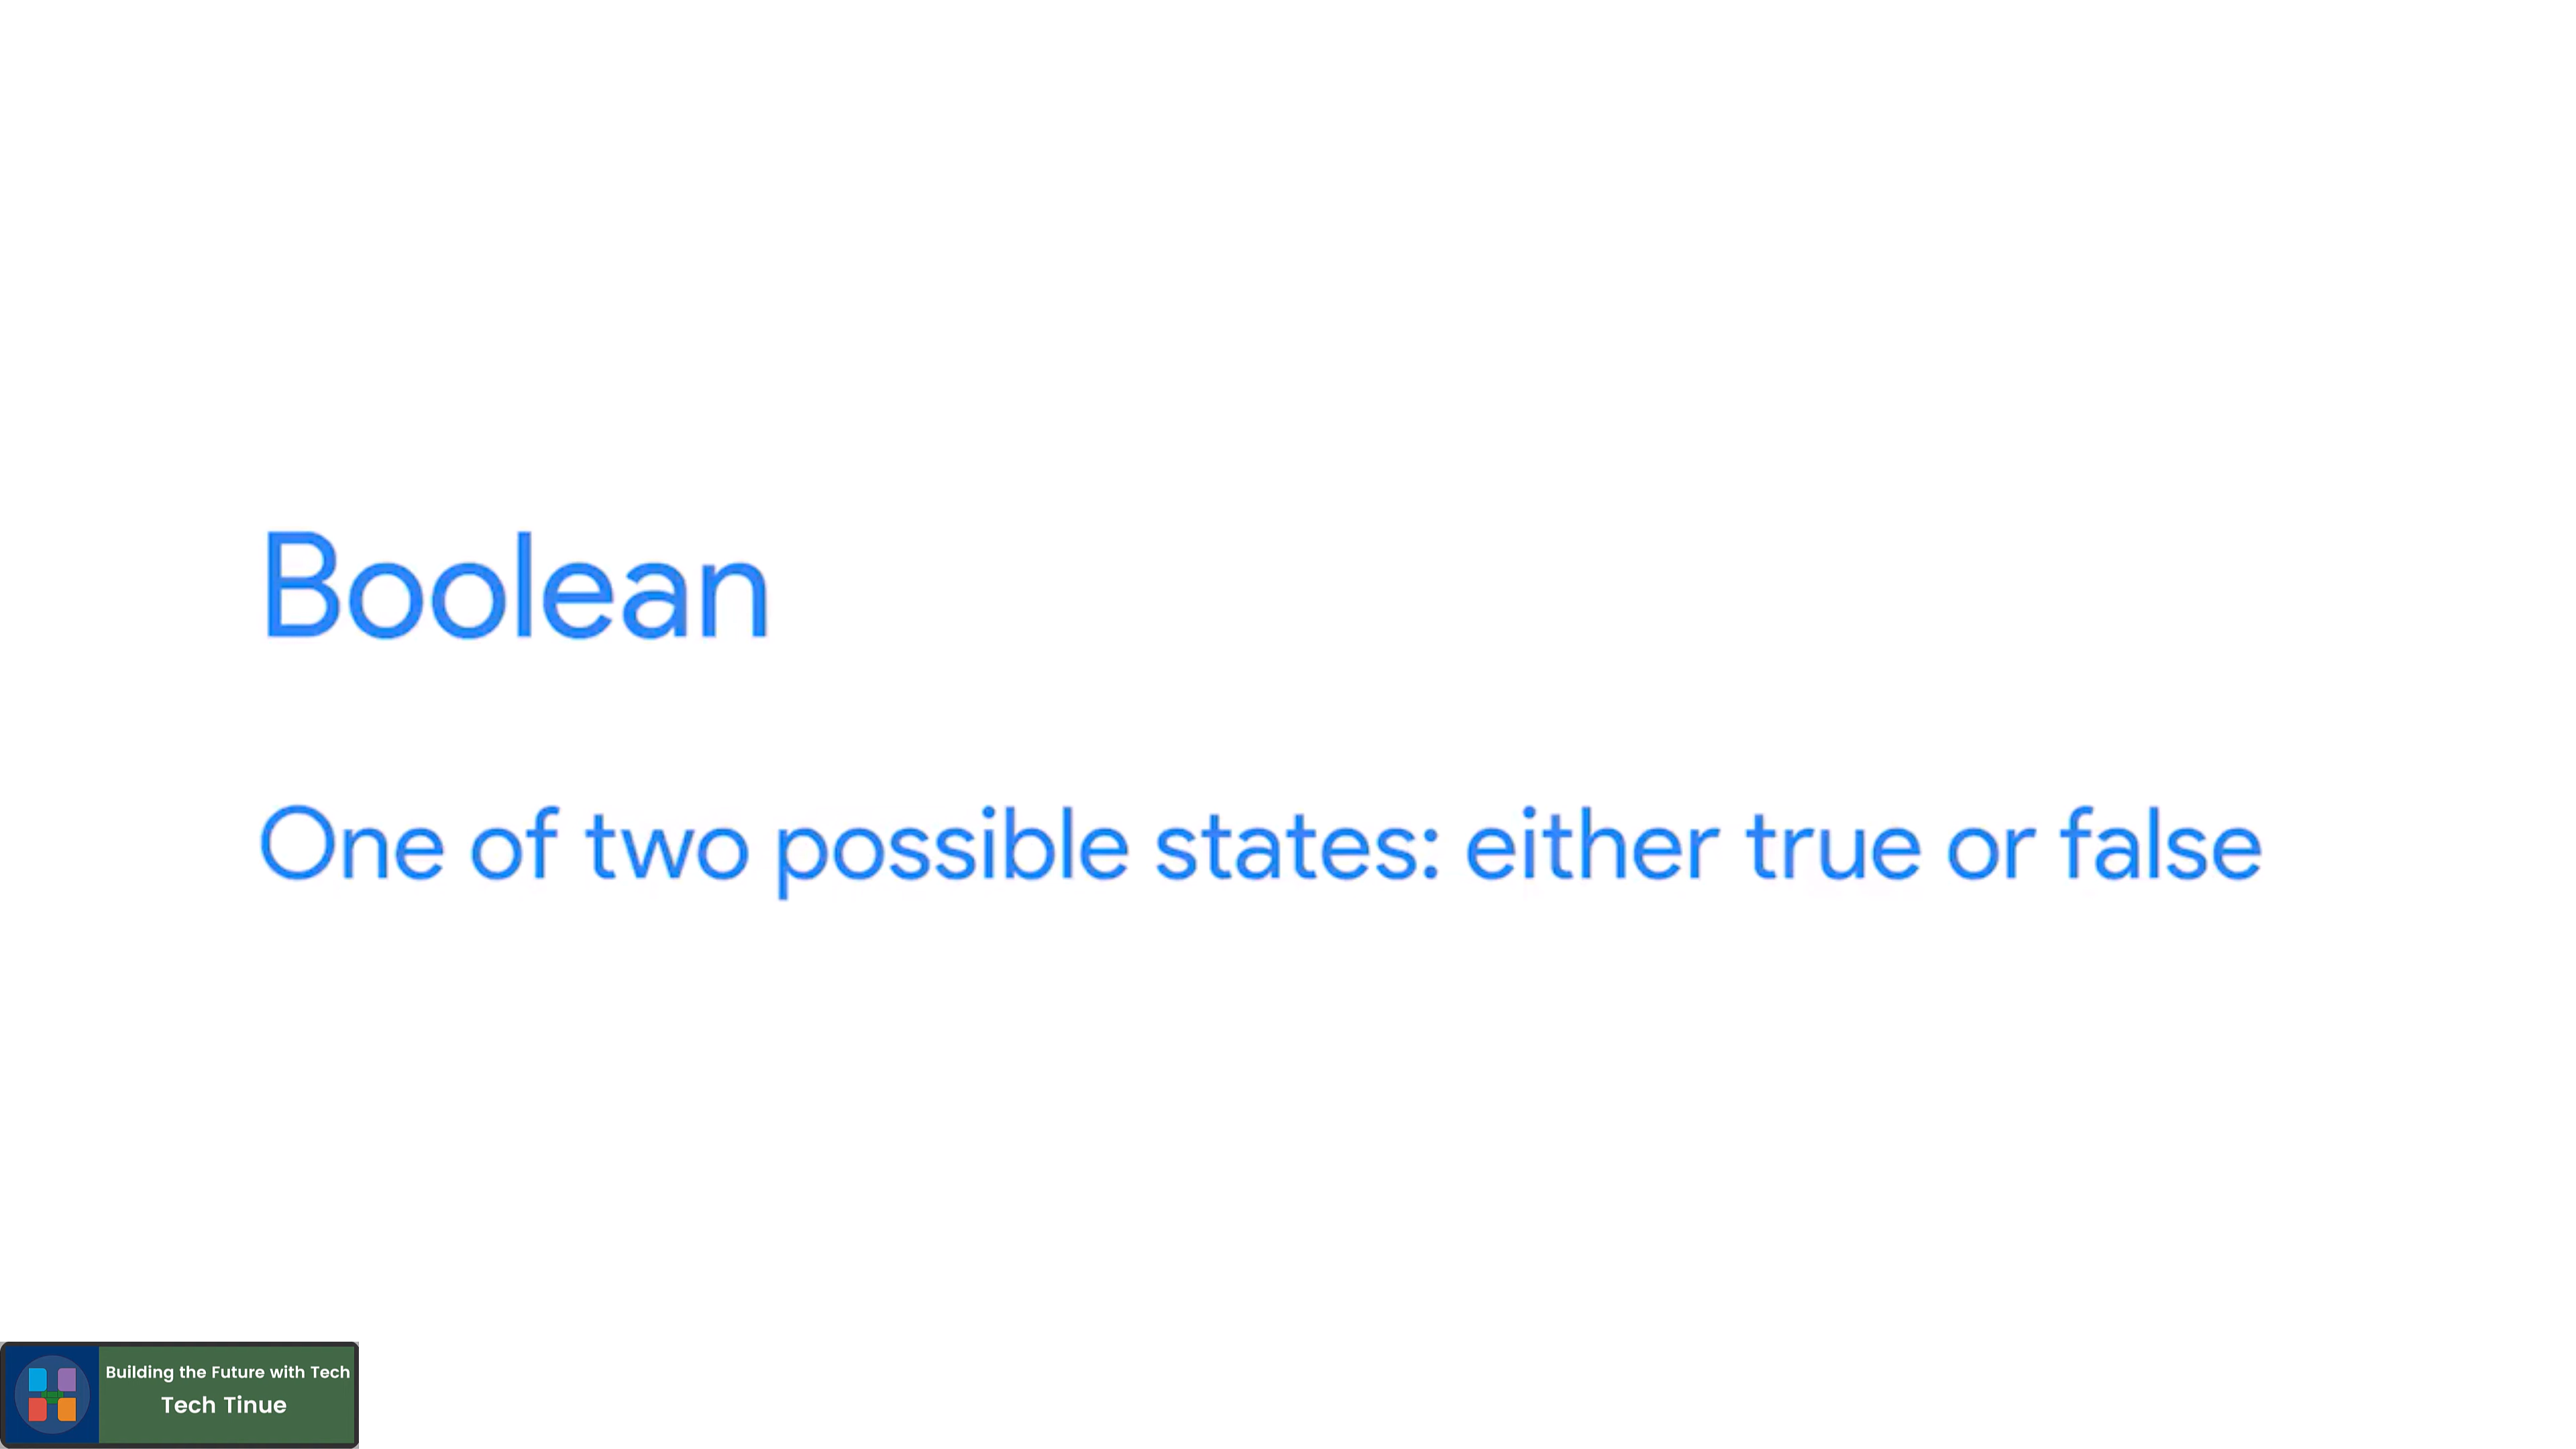 Boolean
One of two possible states: either true or false
Building the Future with Tech
Tech Tinue